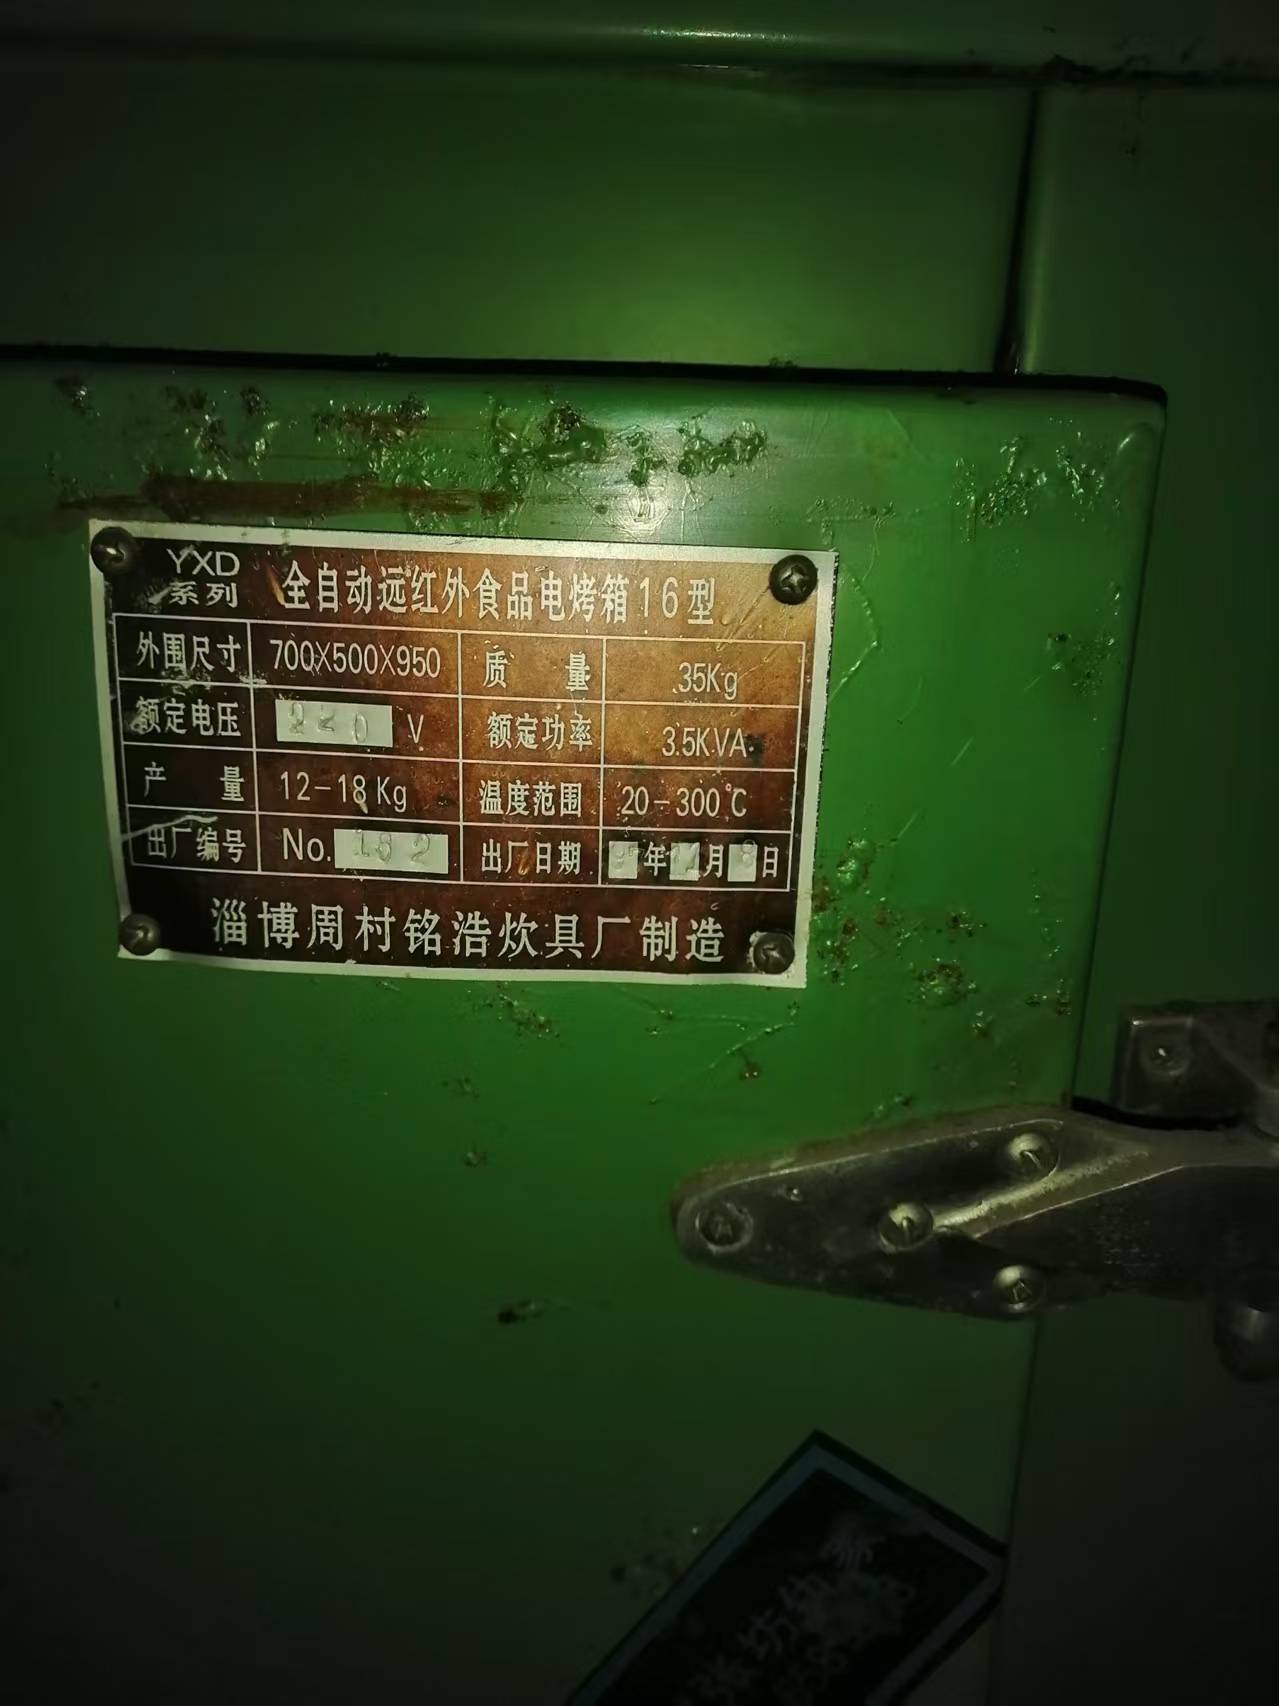 YXD
系列
全自动远红外食品电烤箱16型
外围尺寸 700X500X950 质 量 35Kg
额定电压 220 V 额定功率 3.5KVA
产 量 12-18Kg 温度范围 20-300℃
出厂编号 No. 182 出厂日期 年 月 日
淄博周村铭浩炊具厂制造